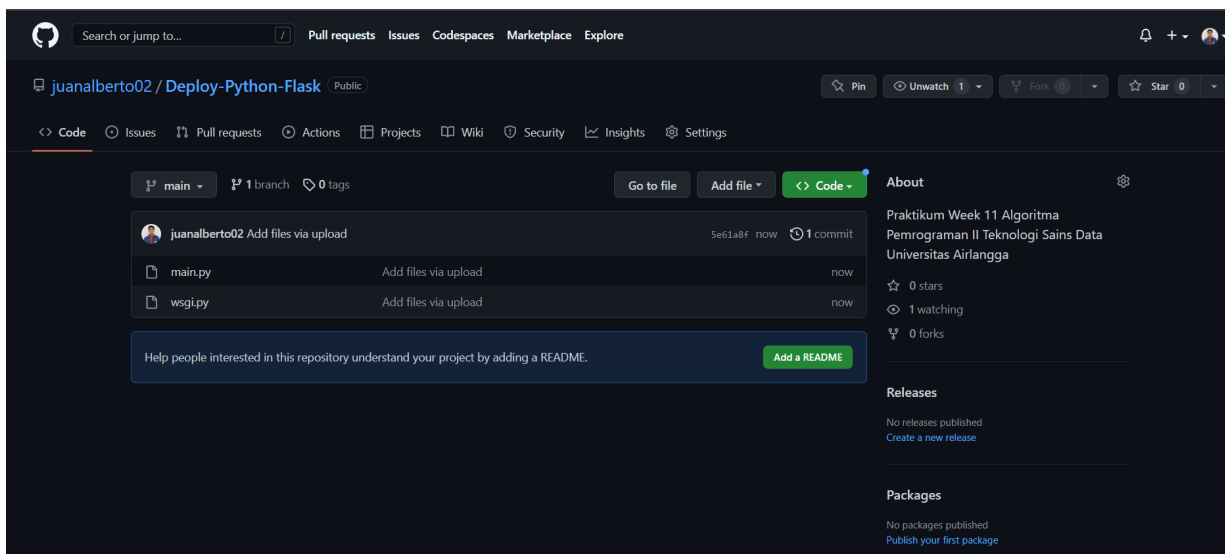 Search or jump to... / Pull requests Issues Codespaces Marketplace Explore
juanalberto02 / Deploy-Python-Flask Public Pin Unwatch 1 Fork 0 Star 0
<> Code Issues Pull requests Actions Projects Wiki Security Insights Settings
main 1 branch 0 tags Go to file Add file <> Code
juanalberto02 Add files via upload 5e61a8f now 1 commit
main.py Add files via upload now
wsgi.py Add files via upload now
Help people interested in this repository understand your project by adding a README. Add a README
About
Praktikum Week 11 Algoritma
Pemrograman II Teknologi Sains Data
Universitas Airlangga
0 stars
1 watching
0 forks
Releases
No releases published
Create a new release
Packages
No packages published
Publish your first package